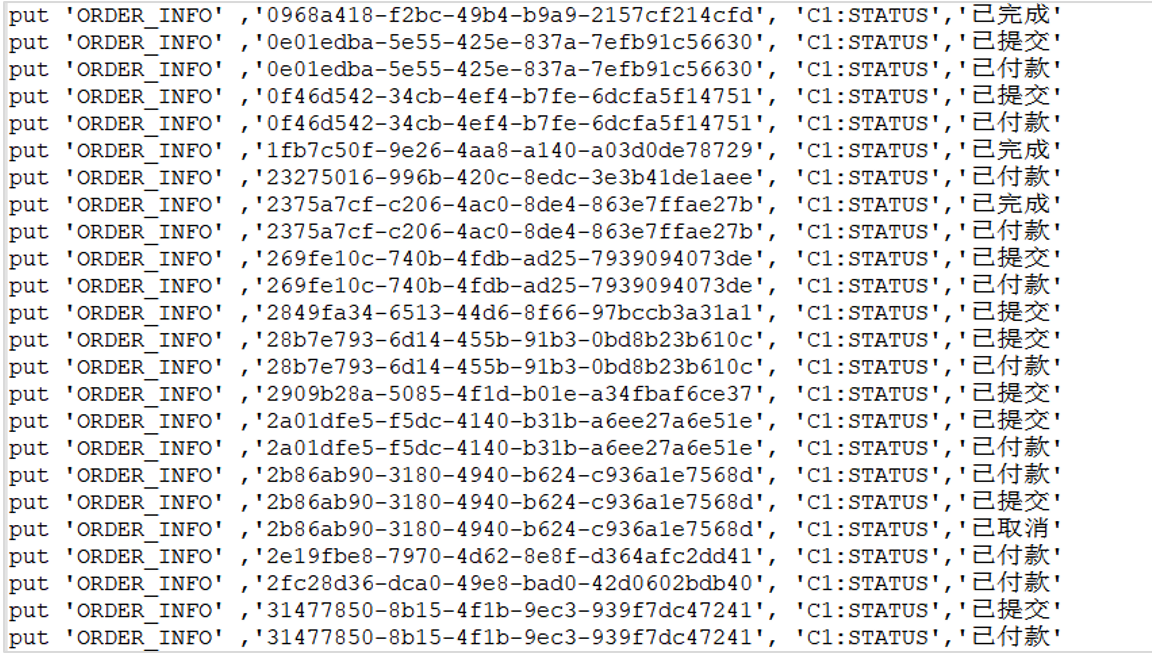 put 'ORDER_INFO' ,'0968a418-f2bc-49b4-b9a9-2157cf214cfd', 'C1:STATUS','已完成'
put 'ORDER_INFO' ,'0e01edba-5e55-425e-837a-7efb91c56630', 'C1:STATUS','已提交'
put 'ORDER_INFO' ,'0e01edba-5e55-425e-837a-7efb91c56630', 'C1:STATUS','已付款'
put 'ORDER_INFO' ,'0f46d542-34cb-4ef4-b7fe-6dcfa5f14751', 'C1:STATUS','已提交'
put 'ORDER_INFO' ,'0f46d542-34cb-4ef4-b7fe-6dcfa5f14751', 'C1:STATUS','已付款'
put 'ORDER_INFO' ,'1fb7c50f-9e26-4aa8-a140-a03d0de78729', 'C1:STATUS','已完成'
put 'ORDER_INFO' ,'23275016-996b-420c-8edc-3e3b41de1aee', 'C1:STATUS','已付款'
put 'ORDER_INFO' ,'2375a7cf-c206-4ac0-8de4-863e7ffae27b', 'C1:STATUS','已完成'
put 'ORDER_INFO' ,'2375a7cf-c206-4ac0-8de4-863e7ffae27b', 'C1:STATUS','已付款'
put 'ORDER_INFO' ,'269fe10c-740b-4fdb-ad25-7939094073de', 'C1:STATUS','已提交'
put 'ORDER_INFO' ,'269fe10c-740b-4fdb-ad25-7939094073de', 'C1:STATUS','已付款'
put 'ORDER_INFO' ,'2849fa34-6513-44d6-8f66-97bccb3a31a1', 'C1:STATUS','已提交'
put 'ORDER_INFO' ,'28b7e793-6d14-455b-91b3-0bd8b23b610c', 'C1:STATUS','已提交'
put 'ORDER_INFO' ,'28b7e793-6d14-455b-91b3-0bd8b23b610c', 'C1:STATUS','已付款'
put 'ORDER_INFO' ,'2909b28a-5085-4f1d-b01e-a34fbaf6ce37', 'C1:STATUS','已提交'
put 'ORDER_INFO' ,'2a01dfe5-f5dc-4140-b31b-a6ee27a6e51e', 'C1:STATUS','已提交'
put 'ORDER_INFO' ,'2a01dfe5-f5dc-4140-b31b-a6ee27a6e51e', 'C1:STATUS','已付款'
put 'ORDER_INFO' ,'2b86ab90-3180-4940-b624-c936a1e7568d', 'C1:STATUS','已付款'
put 'ORDER_INFO' ,'2b86ab90-3180-4940-b624-c936a1e7568d', 'C1:STATUS','已提交'
put 'ORDER_INFO' ,'2b86ab90-3180-4940-b624-c936a1e7568d', 'C1:STATUS','已取消'
put 'ORDER_INFO' ,'2e19fbe8-7970-4d62-8e8f-d364afc2dd41', 'C1:STATUS','已付款'
put 'ORDER_INFO' ,'2fc28d36-dca0-49e8-bad0-42d0602bdb40', 'C1:STATUS','已付款'
put 'ORDER_INFO' ,'31477850-8b15-4f1b-9ec3-939f7dc47241', 'C1:STATUS','已提交'
put 'ORDER_INFO' ,'31477850-8b15-4f1b-9ec3-939f7dc47241', 'C1:STATUS','已付款'